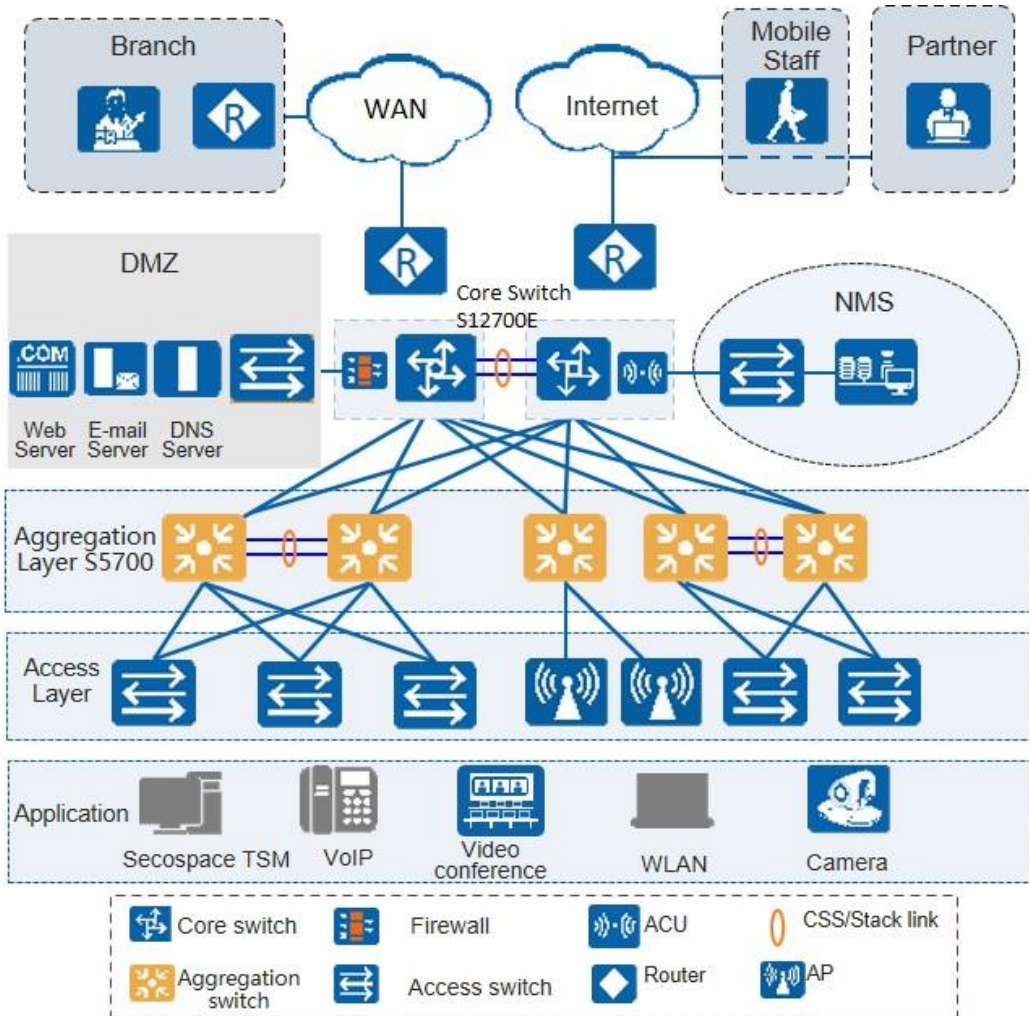 Branch
WAN
Internet
Mobile
Staff
Partner
R
R
R
DMZ
Core Switch
S12700E
NMS
.COM
Web
Server
E-mail
Server
DNS
Server
Aggregation
Layer S5700
Access
Layer
Application
Secospace TSM
VoIP
Video
conference
WLAN
Camera
Core switch
Firewall
ACU
CSS/Stack link
Aggregation
switch
Access switch
Router
AP